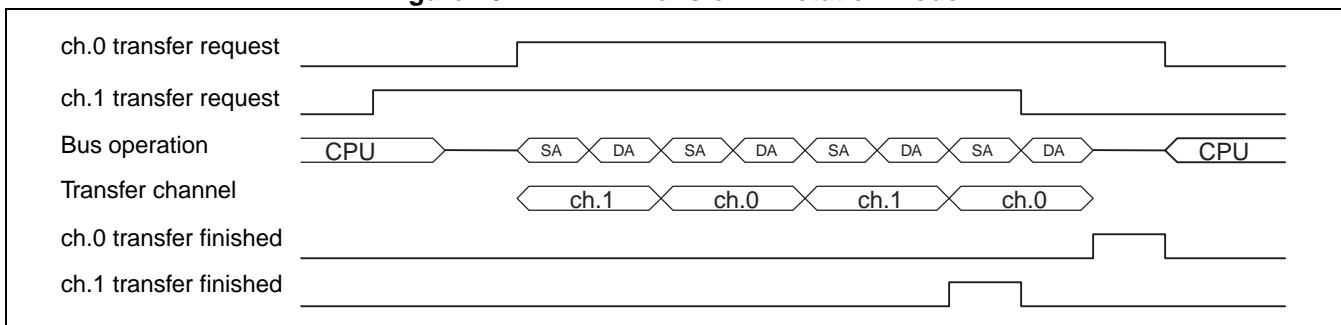 ch.0 transfer request
ch.1 transfer request
Bus operation CPU SA DA SA DA SA DA SA DA CPU
Transfer channel ch.1 ch.0 ch.1 ch.0
ch.0 transfer finished
ch.1 transfer finished